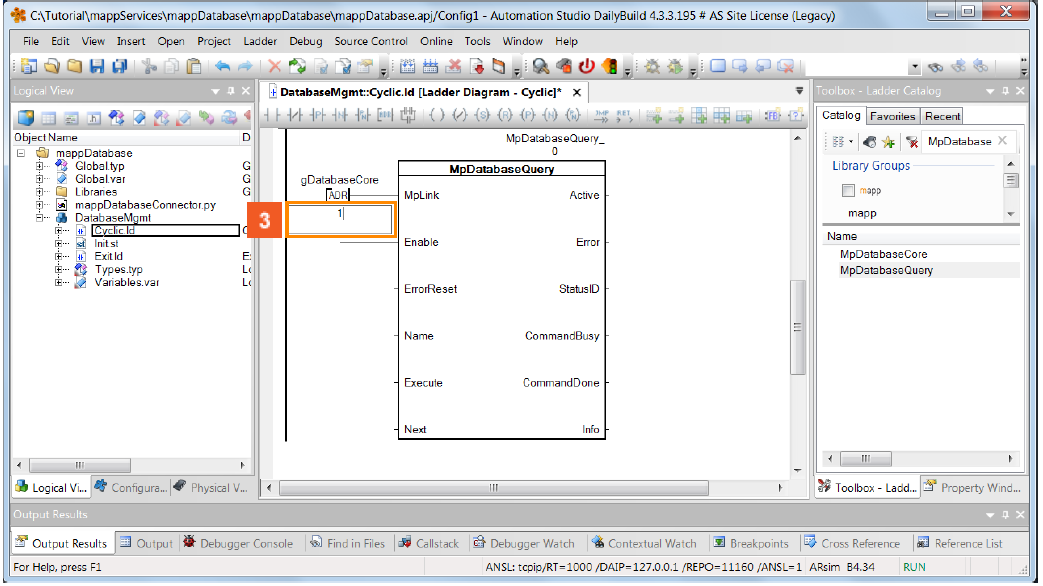 C:\Tutorial\mappServices\mappDatabase\mappDatabase\mappDatabase.apj/Config1 - Automation Studio DailyBuild 4.3.3.195 # AS Site License (Legacy)
File Edit View Insert Open Project Ladder Debug Source Control Online Tools Window Help
Logical View
DatabaseMgmt::Cyclic.ld [Ladder Diagram - Cyclic]*
Toolbox - Ladder Catalog
Object Name D
mappDatabase
Global.typ G
Global.var G
Libraries G
mappDatabaseConnector.py
DatabaseMgmt
Cyclic.ld C
Init.st
Exit.ld E
Types.typ Lo
Variables.var Lo
Logical Vi...
Configura...
Physical V...
MpDatabaseQuery_
0
MpDatabaseQuery
gDatabaseCore
ADR
MpLink Active
3
1
Enable Error
ErrorReset StatusID
Name CommandBusy
Execute CommandDone
Next Info
Catalog Favorites Recent
MpDatabase
Library Groups
mapp
mapp
Name
MpDatabaseCore
MpDatabaseQuery
Toolbox - Ladd...
Property Wind...
Output Results
Output Results Output Debugger Console Find in Files Callstack Debugger Watch Contextual Watch Breakpoints Cross Reference Reference List
For Help, press F1
ANSL: tcpip/RT=1000 /DAIP=127.0.0.1 /REPO=11160 /ANSL=1 ARsim B4.34 RUN